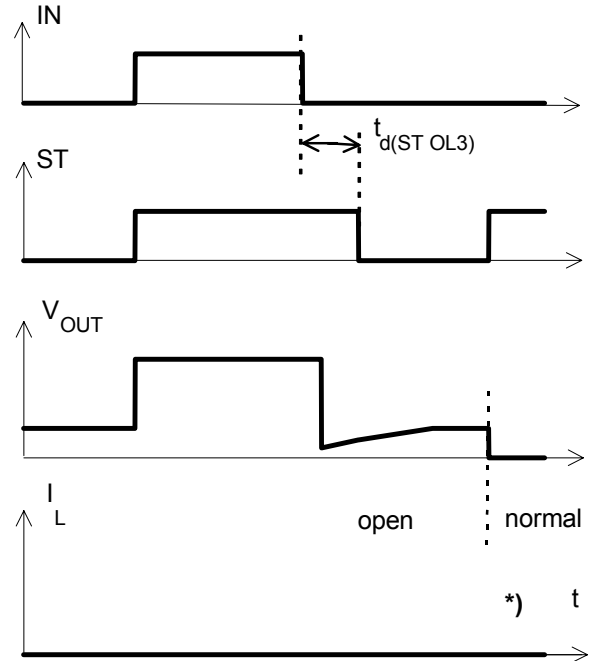 IN
t d(ST OL3)
ST
V OUT
I L
open normal
*) t